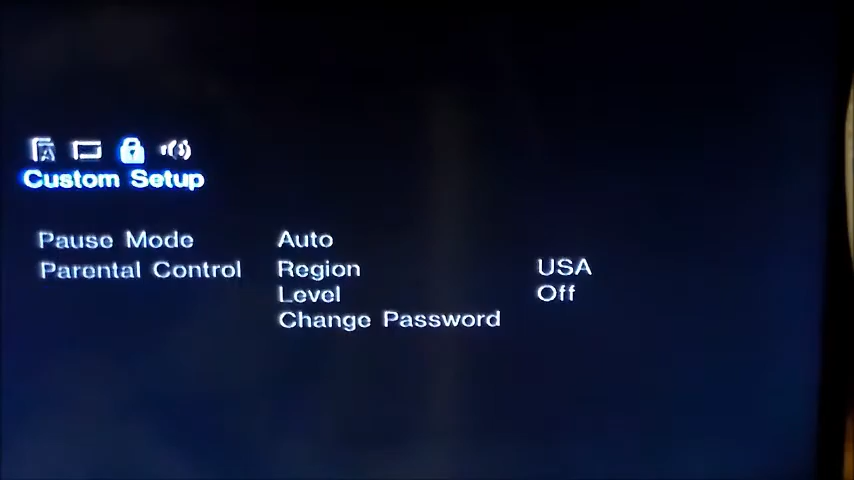 Custom Setup
Pause Mode Auto
Parental Control Region USA
Level Off
Change Password